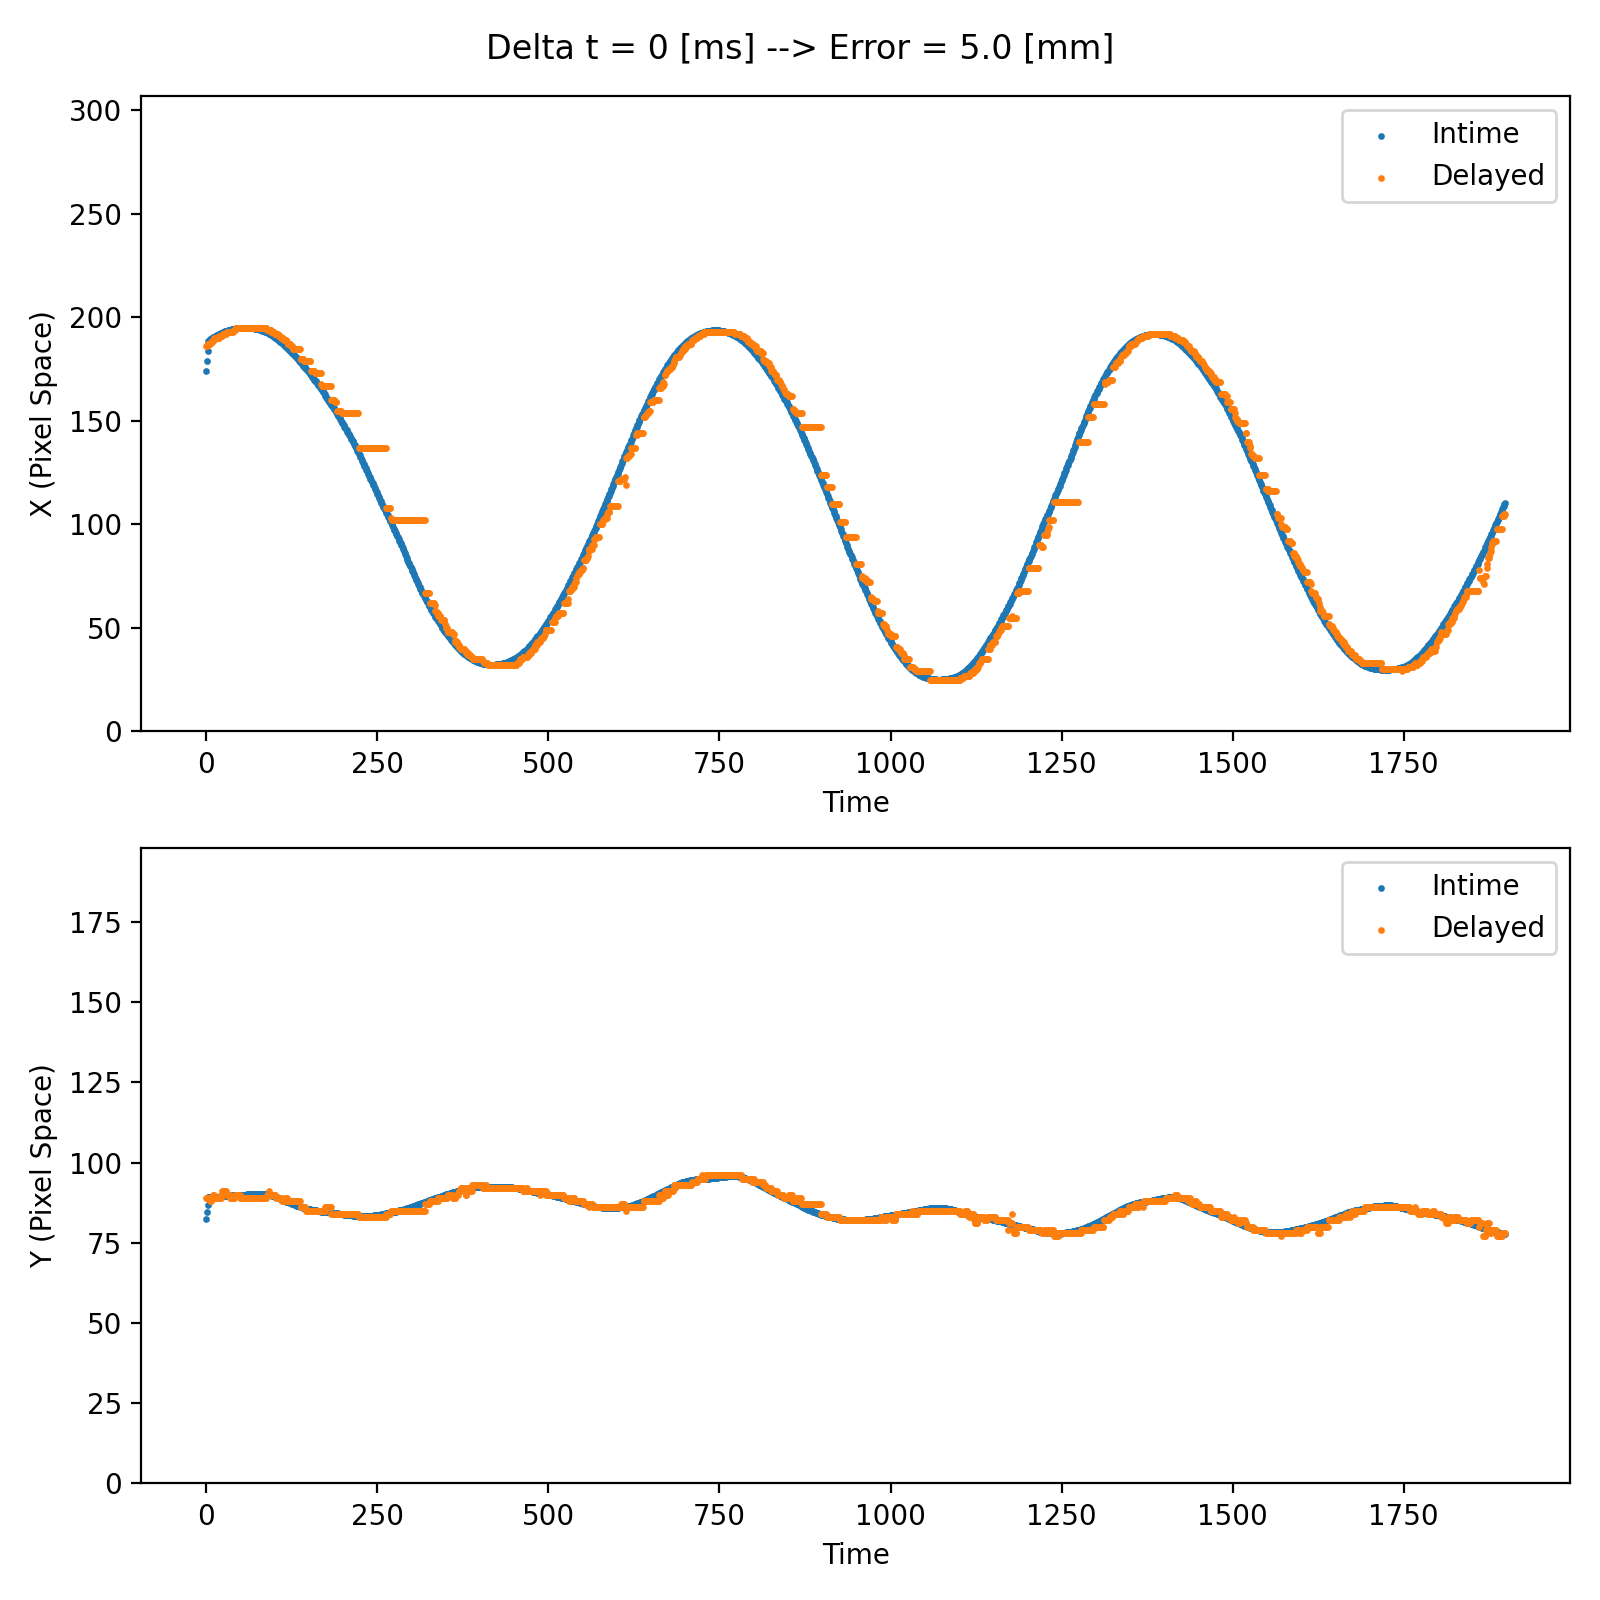 Delta t = 0 [ms] --> Error = 5.0 [mm]
300
250
200
150
100
50
0
X (Pixel Space)
Intime
Delayed
0 250 500 750 1000 1250 1500 1750
Time
175
150
125
100
75
50
25
0
Y (Pixel Space)
Intime
Delayed
0 250 500 750 1000 1250 1500 1750
Time